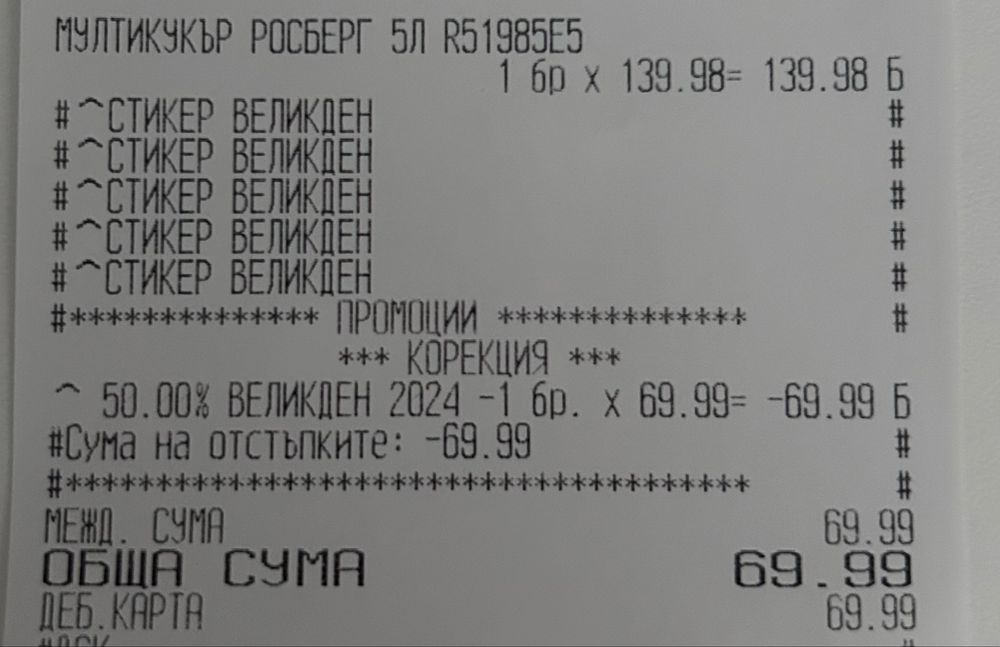 МУЛТИКУКЪР РОСБЕРГ 5Л R51985E5
1 бр x 139.98= 139.98 Б
# ^СТИКЕР ВЕЛИКДЕН #
# ^СТИКЕР ВЕЛИКДЕН #
# ^СТИКЕР ВЕЛИКДЕН #
# ^СТИКЕР ВЕЛИКДЕН #
# ^СТИКЕР ВЕЛИКДЕН #
#************** ПРОМОЦИИ ************** #
*** КОРЕКЦИЯ ***
^ 50.00% ВЕЛИКДЕН 2024 -1 бр. x 69.99= -69.99 Б
#Сума на отстъпките: -69.99 #
#************************************** #
МЕЖД. СУМА 69.99
ОБЩА СУМА 69.99
ДЕБ.КАРТА 69.99